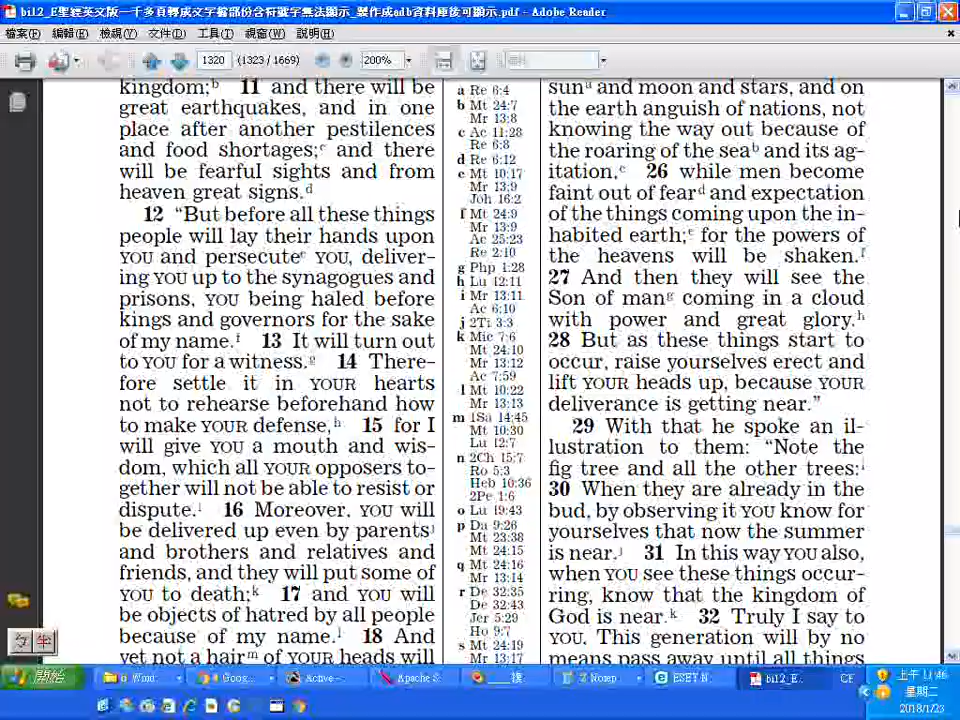 bi12_E聖經英文版一千多頁轉成文字檔部份含符號字無法顯示_製作成adb資料庫後可顯示.pdf - Adobe Reader
檔案(F) 編輯(E) 檢視(V) 文件(D) 工具(T) 視窗(W) 說明(H)
1320 (1323 / 1669) 200% 尋找
kingdom;b 11 and there will be
great earthquakes, and in one
place after another pestilences
and food shortages;c and there
will be fearful sights and from
heaven great signs.d
12 “But before all these things
people will lay their hands upon
YOU and persecutee YOU, deliver-
ing YOU up to the synagogues and
prisons, YOU being haled before
kings and governors for the sake
of my name.f 13 It will turn out
to YOU for a witness.g 14 There-
fore settle it in YOUR hearts
not to rehearse beforehand how
to make YOUR defense,h 15 for I
will give YOU a mouth and wis-
dom, which all YOUR opposers to-
gether will not be able to resist or
dispute.i 16 Moreover, YOU will
be delivered up even by parentsj
and brothers and relatives and
friends, and they will put some of
YOU to death;k 17 and YOU will
be objects of hatred by all people
because of my name.l 18 And
yet not a hairm of YOUR heads will
a Re 6:4
b Mt 24:7
Mr 13:8
c Ac 11:28
Re 6:8
d Re 6:12
e Mt 10:17
Mr 13:9
Joh 16:2
f Mt 24:9
Mr 13:9
Ac 25:23
Re 2:10
g Php 1:28
h Lu 12:11
i Mr 13:11
Ac 6:10
j 2Ti 3:3
k Mic 7:6
Mt 24:10
Mr 13:12
Ac 7:59
l Mt 10:22
Mr 13:13
m 1Sa 14:45
Mt 10:30
Lu 12:7
n 2Ch 15:7
Ro 5:3
Heb 10:36
2Pe 1:6
o Lu 19:43
p Da 9:26
Mt 23:38
Mt 24:15
q Mt 24:16
Mr 13:14
r De 32:35
De 32:43
Jer 5:29
Ho 9:7
s Mt 24:19
Mr 13:17
suna and moon and stars, and on
the earth anguish of nations, not
knowing the way out because of
the roaring of the seab and its ag-
itation,c 26 while men become
faint out of feard and expectation
of the things coming upon the in-
habited earth;e for the powers of
the heavens will be shaken.f
27 And then they will see the
Son of mang coming in a cloud
with power and great glory.h
28 But as these things start to
occur, raise yourselves erect and
lift YOUR heads up, because YOUR
deliverance is getting near.”
29 With that he spoke an il-
lustration to them: “Note the
fig tree and all the other trees:i
30 When they are already in the
bud, by observing it YOU know for
yourselves that now the summer
is near.j 31 In this way YOU also,
when YOU see these things occur-
ring, know that the kingdom of
God is near.k 32 Truly I say to
YOU, This generation will by no
means pass away until all things
ㄅ 半
開始 6 Wind... Goog... Active-... Apache S... 7 Notep... ESET N... bi12_E... CH
上午 11:46
星期二
2018/1/23